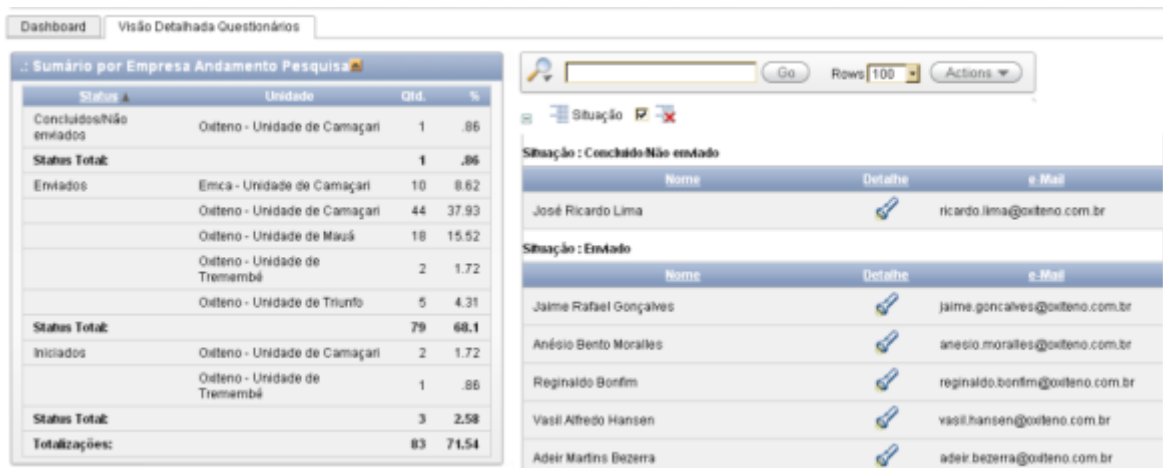 Dashboard
Visão Detalhada Questionários
.: Sumário por Empresa Andamento Pesquisa
Status Unidade Qtd. %
Concluidos/Não enviados Oxiteno - Unidade de Camaçari 1 .86
Status Total: 1 .86
Enviados Emca - Unidade de Camaçari 10 8.62
Oxiteno - Unidade de Camaçari 44 37.93
Oxiteno - Unidade de Mauá 18 15.52
Oxiteno - Unidade de Tremembé 2 1.72
Oxiteno - Unidade de Triunfo 5 4.31
Status Total: 79 68.1
Iniciados Oxiteno - Unidade de Camaçari 2 1.72
Oxiteno - Unidade de Tremembé 1 .86
Status Total: 3 2.58
Totalizações: 83 71.54
Go Rows 100 Actions
Situação
Situação : Concluido/Não enviado
Nome Detalhe e-Mail
José Ricardo Lima ricardo.lima@oxiteno.com.br
Situação : Enviado
Nome Detalhe e-Mail
Jaime Rafael Gonçalves jaime.goncalves@oxiteno.com.br
Anésio Bento Moralles anesio.moralles@oxiteno.com.br
Reginaldo Bonfim reginaldo.bonfim@oxiteno.com.br
Vasil Alfredo Hansen vasil.hansen@oxiteno.com.br
Adeir Martins Bezerra adeir.bezerra@oxiteno.com.br